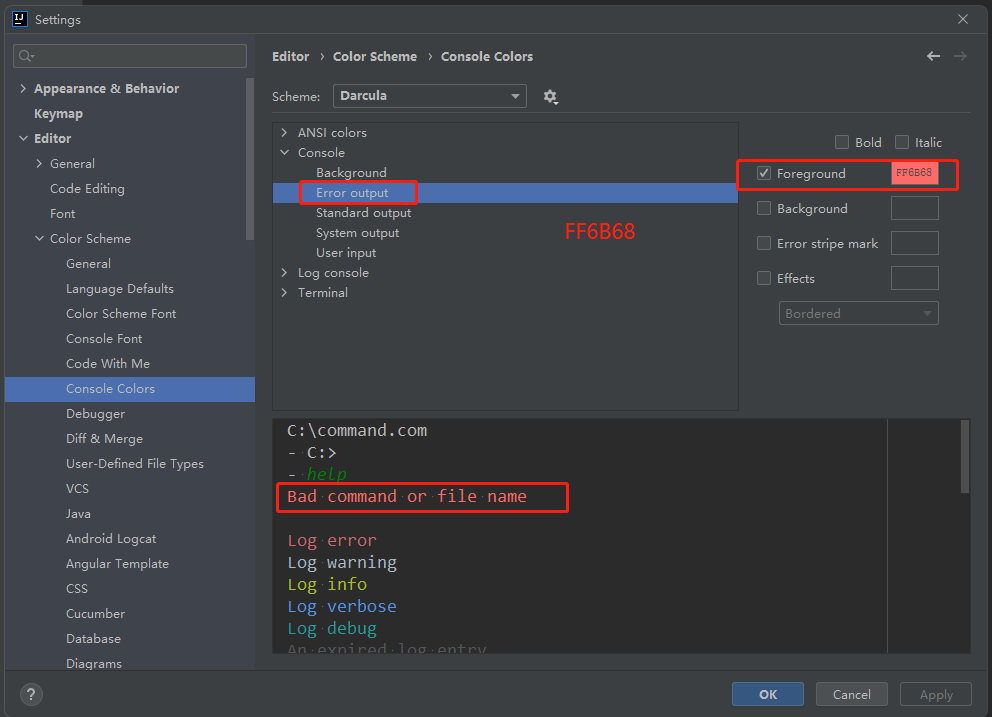 Settings
Editor › Color Scheme › Console Colors
Scheme: Darcula
Appearance & Behavior
Keymap
Editor
General
Code Editing
Font
Color Scheme
General
Language Defaults
Color Scheme Font
Console Font
Code With Me
Console Colors
Debugger
Diff & Merge
User-Defined File Types
VCS
Java
Android Logcat
Angular Template
CSS
Cucumber
Database
Diagrams
ANSI colors
Console
Background
Error output
Standard output
System output
User input
Log console
Terminal
FF6B68
Bold Italic
Foreground FF6B68
Background
Error stripe mark
Effects
Bordered
C:\command.com
- C:>
- help
Bad command or file name
Log error
Log warning
Log info
Log verbose
Log debug
An expired log entry
? OK Cancel Apply